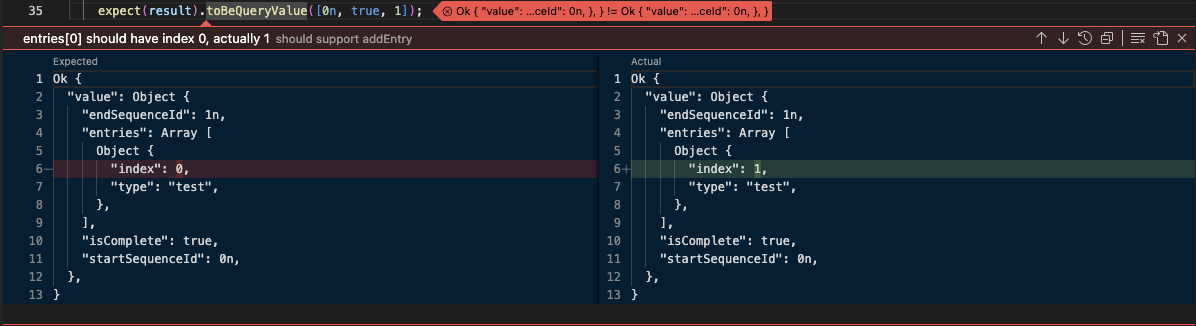 35 expect(result).toBeQueryValue([0n, true, 1]); Ok { "value": …ceId": 0n, }, } != Ok { "value": …ceId": 0n, }, }
entries[0] should have index 0, actually 1 should support addEntry
Expected
1 Ok {
2 "value": Object {
3 "endSequenceId": 1n,
4 "entries": Array [
5 Object {
6− "index": 0,
7 "type": "test",
8 },
9 ],
10 "isComplete": true,
11 "startSequenceId": 0n,
12 },
13 }
Actual
1 Ok {
2 "value": Object {
3 "endSequenceId": 1n,
4 "entries": Array [
5 Object {
6+ "index": 1,
7 "type": "test",
8 },
9 ],
10 "isComplete": true,
11 "startSequenceId": 0n,
12 },
13 }